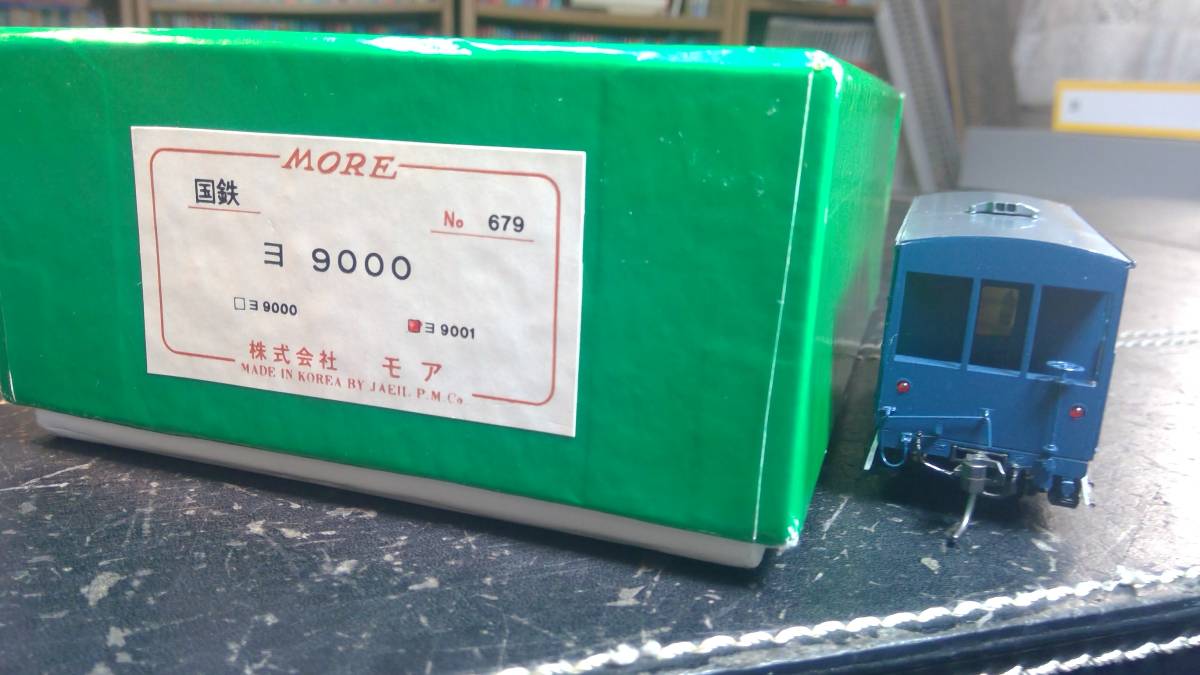 MORE
国鉄
No 679
ヨ 9000
□ヨ 9000
ヨ 9001
株式会社 モア
MADE IN KOREA BY JAEIL P.M.Co